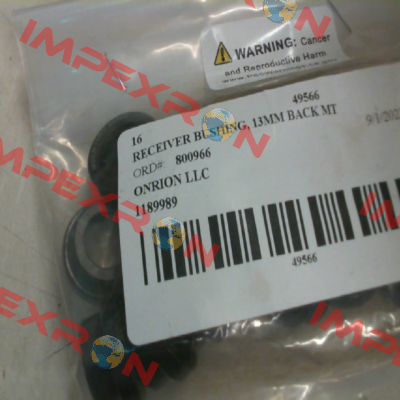 WARNING: Cancer
and Reproductive Harm
49566
16
RECEIVER BUSHING, 13MM BACK MT
ORD#: 800966
ONRION LLC
1189989
49566
IMPEXRON
IMPEXRON
IMPEXRON